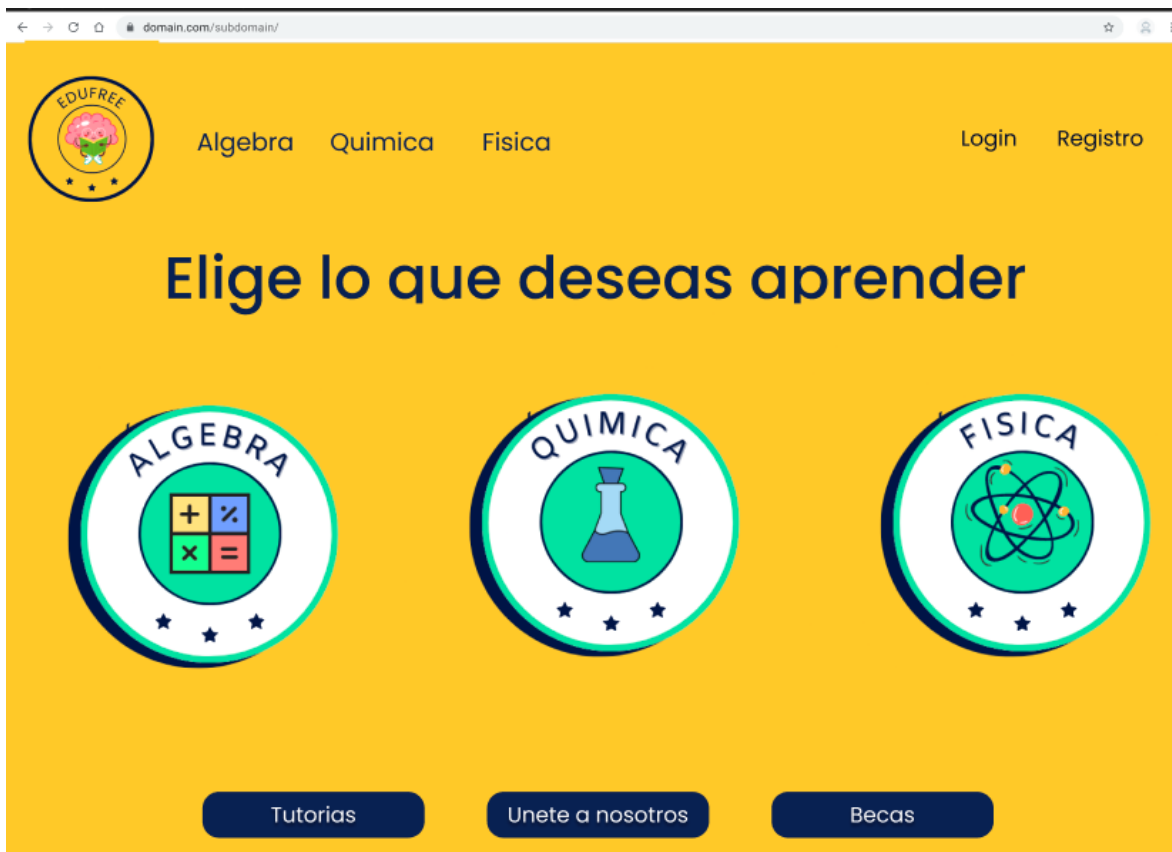 domain.com/subdomain/
EDUFREE
Algebra Quimica Fisica
Login Registro
Elige lo que deseas aprender
ALGEBRA
+ %
× =
QUIMICA
FISICA
Tutorias
Unete a nosotros
Becas